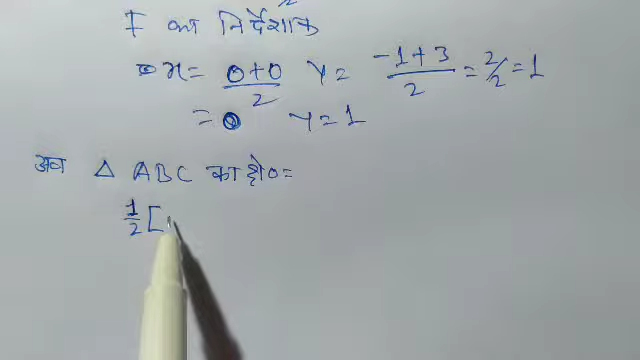 F का निर्देशांक
x = 0+0/2 Y = -1+3/2 = 2/2 = 1
= 0 Y = 1
अब △ ABC का क्षे० =
1/2 [